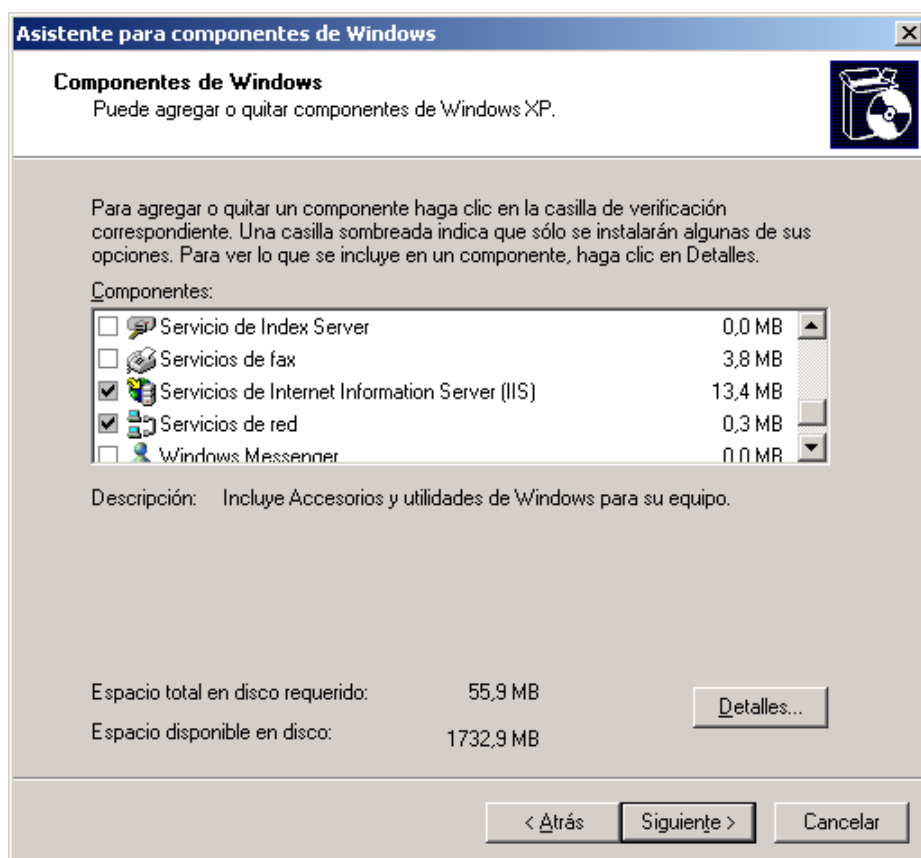 Asistente para componentes de Windows
Componentes de Windows
Puede agregar o quitar componentes de Windows XP.
Para agregar o quitar un componente haga clic en la casilla de verificación
correspondiente. Una casilla sombreada indica que sólo se instalarán algunas de sus
opciones. Para ver lo que se incluye en un componente, haga clic en Detalles.
Componentes:
Servicio de Index Server 0,0 MB
Servicios de fax 3,8 MB
Servicios de Internet Information Server (IIS) 13,4 MB
Servicios de red 0,3 MB
Windows Messenger 0,0 MB
Descripción: Incluye Accesorios y utilidades de Windows para su equipo.
Espacio total en disco requerido: 55,9 MB
Detalles...
Espacio disponible en disco: 1732,9 MB
< Atrás Siguiente > Cancelar